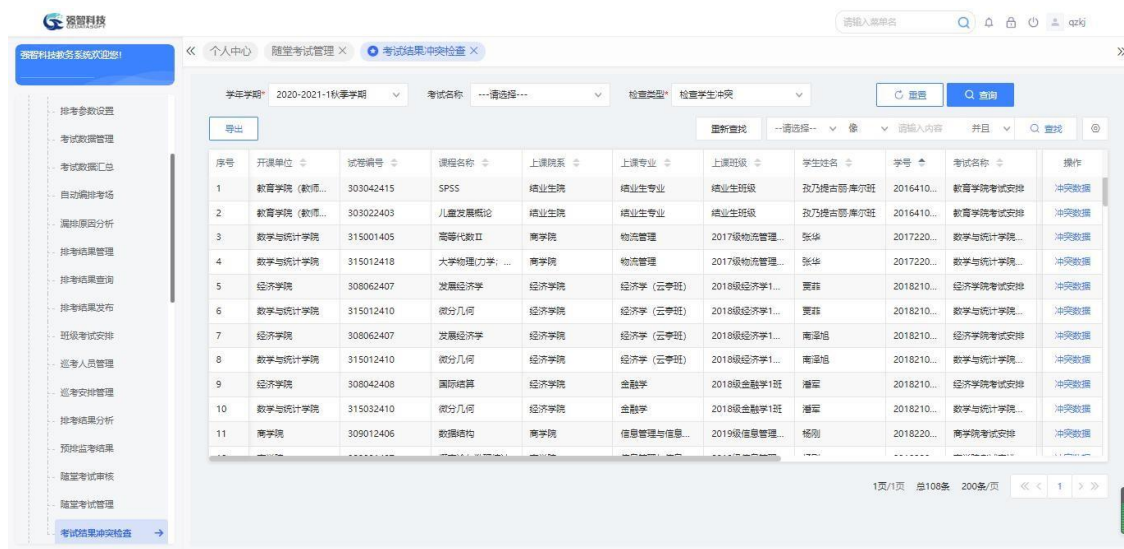 强智科技
请输入菜单名
qzkj
强智科技教务系统欢迎您!
个人中心 随堂考试管理 × 考试结果冲突检查 ×
排考参数设置
考试数据管理
考试数据汇总
自动编排考场
漏排原因分析
排考结果管理
排考结果查询
排考结果发布
班级考试安排
巡考人员管理
巡考安排管理
排考结果分析
预排监考结果
随堂考试审核
随堂考试管理
考试结果冲突检查
学年学期* 2020-2021-1秋季学期 考试名称 ---请选择--- 检查类型* 检查学生冲突 重置 查询
导出 重新查找 --请选择-- 像 请输入内容 并且 查找
序号 开课单位 试卷编号 课程名称 上课院系 上课专业 上课班级 学生姓名 学号 考试名称 操作
1 教育学院 (教师... 303042415 SPSS 结业生院 结业生专业 结业生班级 孜乃提古丽·库尔班 2016410... 教育学院考试安排 冲突数据
2 教育学院 (教师... 303022403 儿童发展概论 结业生院 结业生专业 结业生班级 孜乃提古丽·库尔班 2016410... 教育学院考试安排 冲突数据
3 数学与统计学院 315001405 高等代数Ⅱ 商学院 物流管理 2017级物流管理... 张华 2017220... 数学与统计学院... 冲突数据
4 数学与统计学院 315012418 大学物理(力学; ... 商学院 物流管理 2017级物流管理... 张华 2017220... 数学与统计学院... 冲突数据
5 经济学院 308062407 发展经济学 经济学院 经济学 (云亭班) 2018级经济学1... 贾菲 2018210... 经济学院考试安排 冲突数据
6 数学与统计学院 315012410 微分几何 经济学院 经济学 (云亭班) 2018级经济学1... 贾菲 2018210... 数学与统计学院... 冲突数据
7 经济学院 308062407 发展经济学 经济学院 经济学 (云亭班) 2018级经济学1... 南泽旭 2018210... 经济学院考试安排 冲突数据
8 数学与统计学院 315012410 微分几何 经济学院 经济学 (云亭班) 2018级经济学1... 南泽旭 2018210... 数学与统计学院... 冲突数据
9 经济学院 308042408 国际结算 经济学院 金融学 2018级金融学1班 潘军 2018210... 经济学院考试安排 冲突数据
10 数学与统计学院 315032410 微分几何 经济学院 金融学 2018级金融学1班 潘军 2018210... 数学与统计学院... 冲突数据
11 商学院 309012406 数据结构 商学院 信息管理与信息... 2019级信息管理... 杨刚 2018220... 商学院考试安排 冲突数据
1页/1页 总108条 200条/页 1